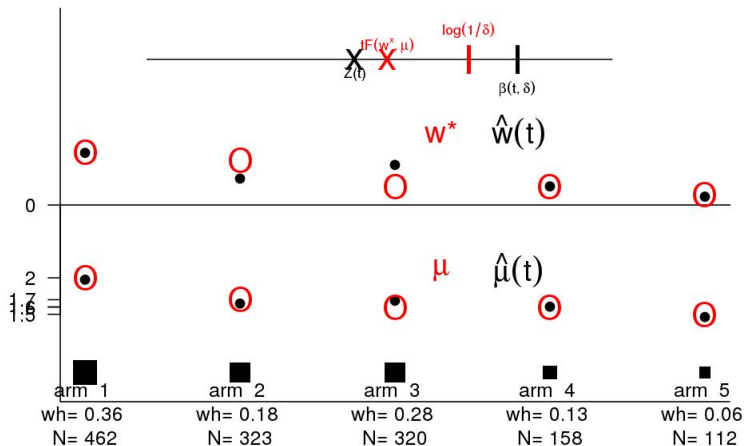 log(1/δ)
tF(w*, μ)
Z(t)
β(t, δ)
w* ŵ(t)
0
μ μ̂(t)
2
1.7
1.6
1.5
arm 1 arm 2 arm 3 arm 4 arm 5
wh= 0.36 wh= 0.18 wh= 0.28 wh= 0.13 wh= 0.06
N= 462 N= 323 N= 320 N= 158 N= 112